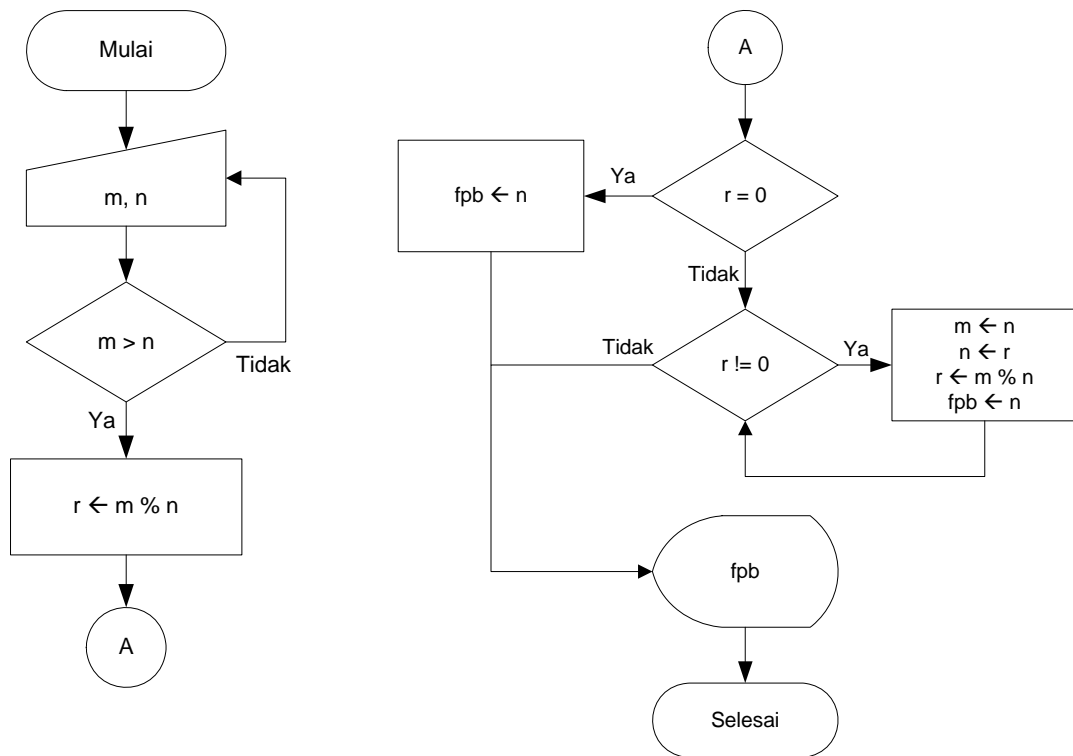 Mulai
m, n
m > n
Tidak
Ya
r ← m % n
A
A
r = 0
Ya
fpb ← n
Tidak
r != 0
Tidak
Ya
m ← n
n ← r
r ← m % n
fpb ← n
fpb
Selesai